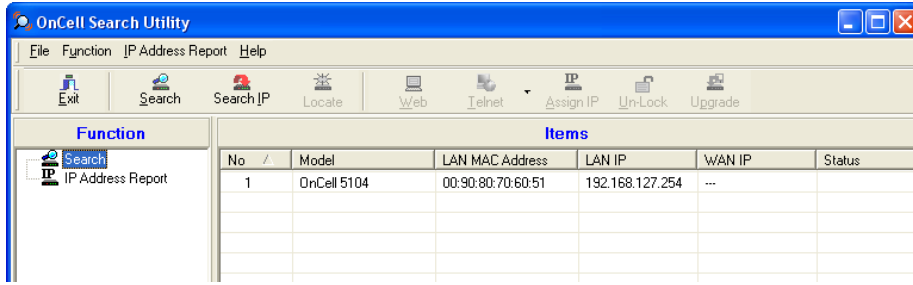 OnCell Search Utility
File Function IP Address Report Help
Exit Search Search IP Locate Web Telnet Assign IP Un-Lock Upgrade
Function Items
Search
IP IP Address Report
No Model LAN MAC Address LAN IP WAN IP Status
1 OnCell 5104 00:90:80:70:60:51 192.168.127.254 ---